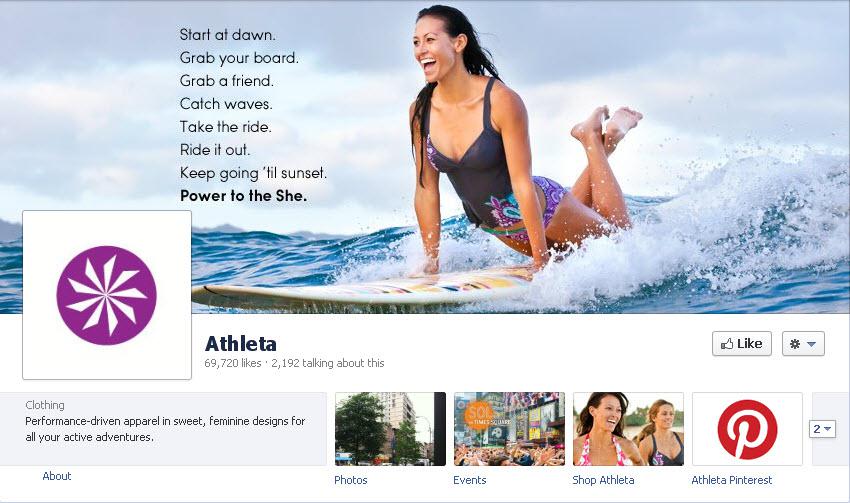 Start at dawn.
Grab your board.
Grab a friend.
Catch waves.
Take the ride.
Ride it out.
Keep going 'til sunset.
Power to the She.
Athleta
69,720 likes · 2,192 talking about this
Like
Clothing
Performance-driven apparel in sweet, feminine designs for
all your active adventures.
About
Photos
SOL
IN TIMES SQUARE
Events
Shop Athleta
Athleta Pinterest
2